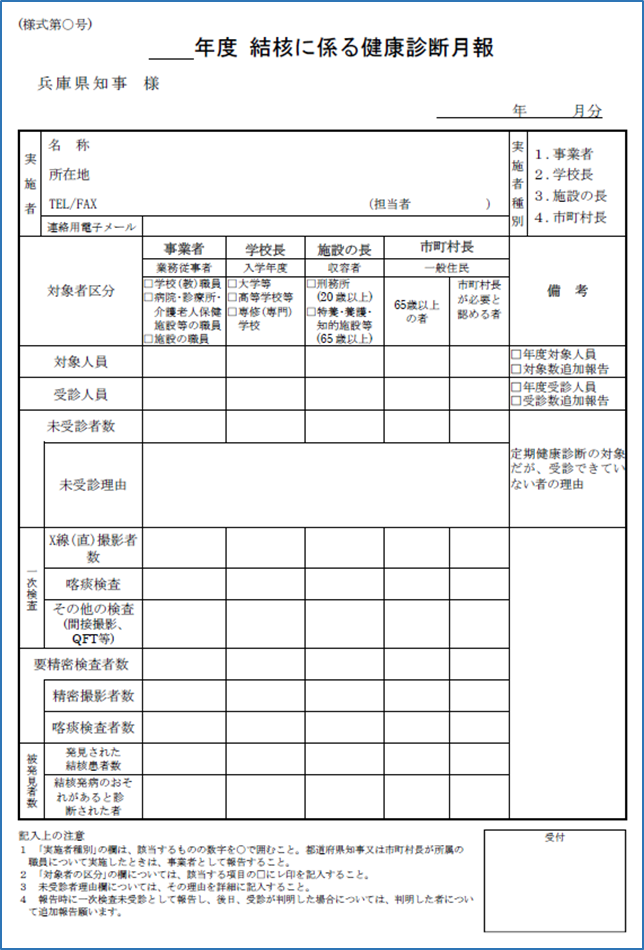 (様式第○号)
年度 結核に係る健康診断月報
兵庫県知事 様
年 月分
実施者
名 称
所在地
TEL/FAX (担当者 )
連絡用電子メール
実施者種別
1.事業者
2.学校長
3.施設の長
4.市町村長
対象者区分
事業者 学校長 施設の長 市町村長
業務従事者 入学年度 収容者 一般住民
□学校(教)職員
□病院・診療所・
介護老人保健
施設等の職員
□施設の職員
□大学等
□高等学校等
□専修(専門)
学校
□刑務所
(20歳以上)
□特養・養護・
知的施設等
(65歳以上)
65歳以上
の者
市町村長
が必要と
認める者
備 考
対象人員
□年度対象人員
□対象数追加報告
受診人員
□年度受診人員
□受診数追加報告
未受診者数
未受診理由
定期健康診断の対象
だが、受診できてい
ない者の理由
一次検査
X線(直)撮影者
数
喀痰検査
その他の検査
(間接撮影、
QFT等)
要精密検査者数
精密撮影者数
喀痰検査者数
被発見者数
発見された
結核患者数
結核発病のおそ
れがあると診
断された者
記入上の注意
1 「実施者種別」の欄は、該当するものの数字を○で囲むこと。都道府県知事又は市町村長が所属の
職員について実施したときは、事業者として報告すること。
2 「対象者の区分」の欄については、該当する項目の□にレ印を記入すること。
3 未受診者理由欄については、その理由を詳細に記入すること。
4 報告時に一次検査未受診として報告し、後日、受診が判明した場合については、判明した者につい
て追加報告願います。
受付